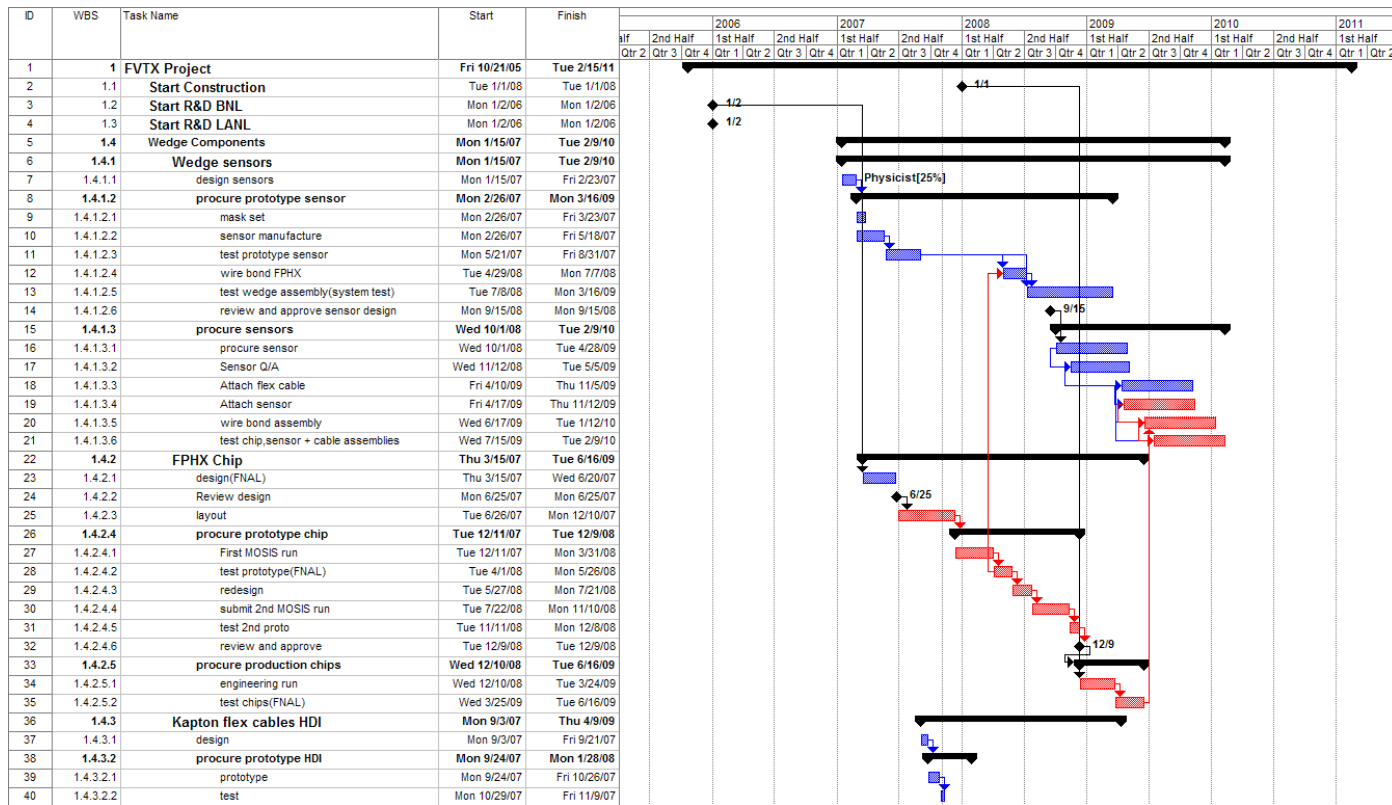 ID WBS Task Name Start Finish
2006 2007 2008 2009 2010 2011
alf 2nd Half 1st Half 2nd Half 1st Half 2nd Half 1st Half 2nd Half 1st Half 2nd Half 1st Half 2nd Half 1st Half
Qtr 2 Qtr 3 Qtr 4 Qtr 1 Qtr 2 Qtr 3 Qtr 4 Qtr 1 Qtr 2 Qtr 3 Qtr 4 Qtr 1 Qtr 2 Qtr 3 Qtr 4 Qtr 1 Qtr 2 Qtr 3 Qtr 4 Qtr 1 Qtr 2 Qtr 3 Qtr 4 Qtr 1 Qtr 2
1 1 FVTX Project Fri 10/21/05 Tue 2/15/11
2 1.1 Start Construction Tue 1/1/08 Tue 1/1/08 1/1
3 1.2 Start R&D BNL Mon 1/2/06 Mon 1/2/06 1/2
4 1.3 Start R&D LANL Mon 1/2/06 Mon 1/2/06 1/2
5 1.4 Wedge Components Mon 1/15/07 Tue 2/9/10
6 1.4.1 Wedge sensors Mon 1/15/07 Tue 2/9/10
7 1.4.1.1 design sensors Mon 1/15/07 Fri 2/23/07 Physicist[25%]
8 1.4.1.2 procure prototype sensor Mon 2/26/07 Mon 3/16/09
9 1.4.1.2.1 mask set Mon 2/26/07 Fri 3/23/07
10 1.4.1.2.2 sensor manufacture Mon 2/26/07 Fri 5/18/07
11 1.4.1.2.3 test prototype sensor Mon 5/21/07 Fri 8/31/07
12 1.4.1.2.4 wire bond FPHX Tue 4/29/08 Mon 7/7/08
13 1.4.1.2.5 test wedge assembly(system test) Tue 7/8/08 Mon 3/16/09
14 1.4.1.2.6 review and approve sensor design Mon 9/15/08 Mon 9/15/08 9/15
15 1.4.1.3 procure sensors Wed 10/1/08 Tue 2/9/10
16 1.4.1.3.1 procure sensor Wed 10/1/08 Tue 4/28/09
17 1.4.1.3.2 Sensor Q/A Wed 11/12/08 Tue 5/5/09
18 1.4.1.3.3 Attach flex cable Fri 4/10/09 Thu 11/5/09
19 1.4.1.3.4 Attach sensor Fri 4/17/09 Thu 11/12/09
20 1.4.1.3.5 wire bond assembly Wed 6/17/09 Tue 1/12/10
21 1.4.1.3.6 test chip,sensor + cable assemblies Wed 7/15/09 Tue 2/9/10
22 1.4.2 FPHX Chip Thu 3/15/07 Tue 6/16/09
23 1.4.2.1 design(FNAL) Thu 3/15/07 Wed 6/20/07
24 1.4.2.2 Review design Mon 6/25/07 Mon 6/25/07 6/25
25 1.4.2.3 layout Tue 6/26/07 Mon 12/10/07
26 1.4.2.4 procure prototype chip Tue 12/11/07 Tue 12/9/08
27 1.4.2.4.1 First MOSIS run Tue 12/11/07 Mon 3/31/08
28 1.4.2.4.2 test prototype(FNAL) Tue 4/1/08 Mon 5/26/08
29 1.4.2.4.3 redesign Tue 5/27/08 Mon 7/21/08
30 1.4.2.4.4 submit 2nd MOSIS run Tue 7/22/08 Mon 11/10/08
31 1.4.2.4.5 test 2nd proto Tue 11/11/08 Mon 12/8/08
32 1.4.2.4.6 review and approve Tue 12/9/08 Tue 12/9/08 12/9
33 1.4.2.5 procure production chips Wed 12/10/08 Tue 6/16/09
34 1.4.2.5.1 engineering run Wed 12/10/08 Tue 3/24/09
35 1.4.2.5.2 test chips(FNAL) Wed 3/25/09 Tue 6/16/09
36 1.4.3 Kapton flex cables HDI Mon 9/3/07 Thu 4/9/09
37 1.4.3.1 design Mon 9/3/07 Fri 9/21/07
38 1.4.3.2 procure prototype HDI Mon 9/24/07 Mon 1/28/08
39 1.4.3.2.1 prototype Mon 9/24/07 Fri 10/26/07
40 1.4.3.2.2 test Mon 10/29/07 Fri 11/9/07